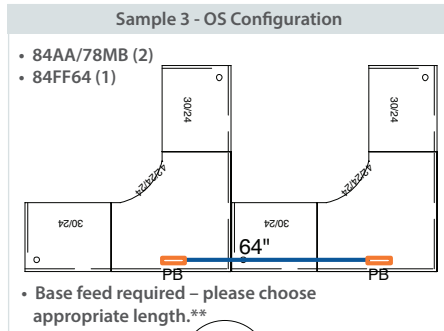 Sample 3 - OS Configuration
• 84AA/78MB (2)
• 84FF64 (1)
30/24
30/24
42/24/24
42/24/24
30/24
30/24
64"
PB
PB
• Base feed required – please choose
appropriate length.**